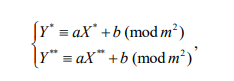 Y* ≡ aX* + b (mod m²)
Y** ≡ aX** + b (mod m²) ,